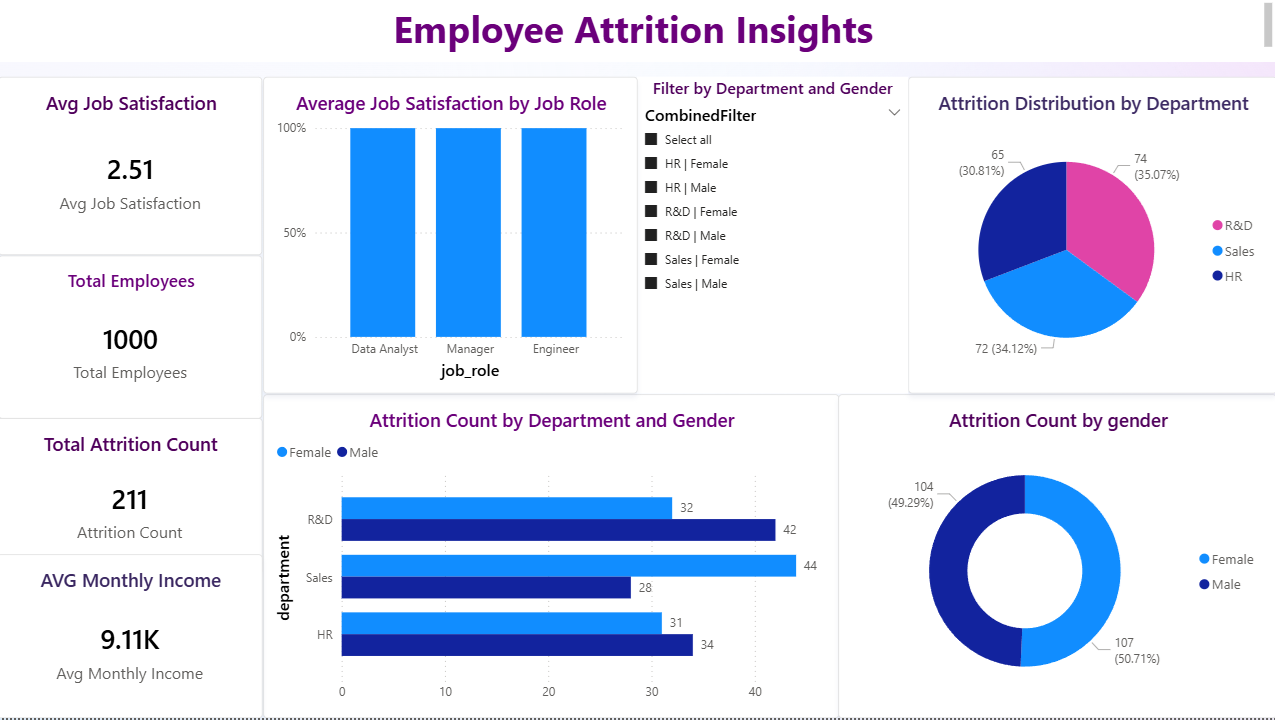 Employee Attrition Insights
Avg Job Satisfaction
2.51
Avg Job Satisfaction
Total Employees
1000
Total Employees
Total Attrition Count
211
Attrition Count
AVG Monthly Income
9.11K
Avg Monthly Income
Average Job Satisfaction by Job Role
100%
50%
0%
Data Analyst Manager Engineer
job_role
Filter by Department and Gender
CombinedFilter
Select all
HR | Female
HR | Male
R&D | Female
R&D | Male
Sales | Female
Sales | Male
Attrition Distribution by Department
65
(30.81%)
74
(35.07%)
72 (34.12%)
R&D
Sales
HR
Attrition Count by Department and Gender
Female Male
department
R&D
32
42
Sales
44
28
HR
31
34
0 10 20 30 40
Attrition Count by gender
104
(49.29%)
107
(50.71%)
Female
Male